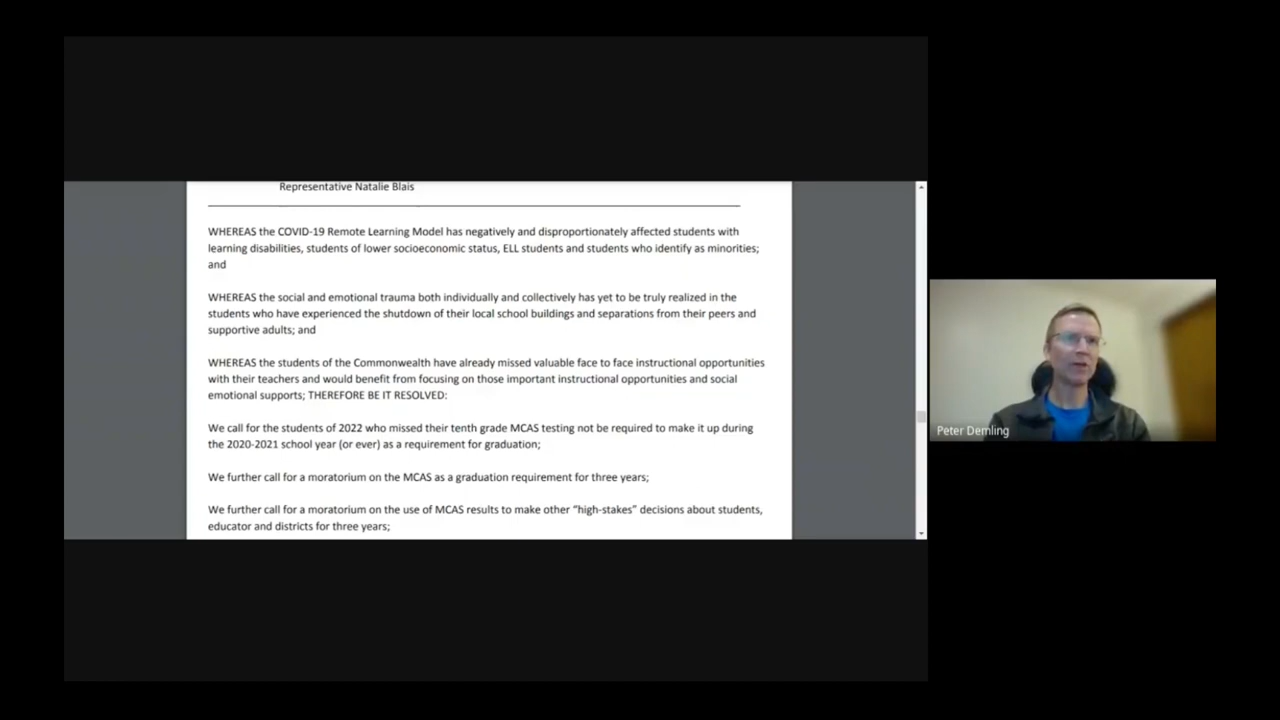 Representative Natalie Blais
WHEREAS the COVID-19 Remote Learning Model has negatively and disproportionately affected students with
learning disabilities, students of lower socioeconomic status, ELL students and students who identify as minorities;
and
WHEREAS the social and emotional trauma both individually and collectively has yet to be truly realized in the
students who have experienced the shutdown of their local school buildings and separations from their peers and
supportive adults; and
WHEREAS the students of the Commonwealth have already missed valuable face to face instructional opportunities
with their teachers and would benefit from focusing on those important instructional opportunities and social
emotional supports; THEREFORE BE IT RESOLVED:
We call for the students of 2022 who missed their tenth grade MCAS testing not be required to make it up during
the 2020-2021 school year (or ever) as a requirement for graduation;
We further call for a moratorium on the MCAS as a graduation requirement for three years;
We further call for a moratorium on the use of MCAS results to make other “high-stakes” decisions about students,
educator and districts for three years;
Peter Demling